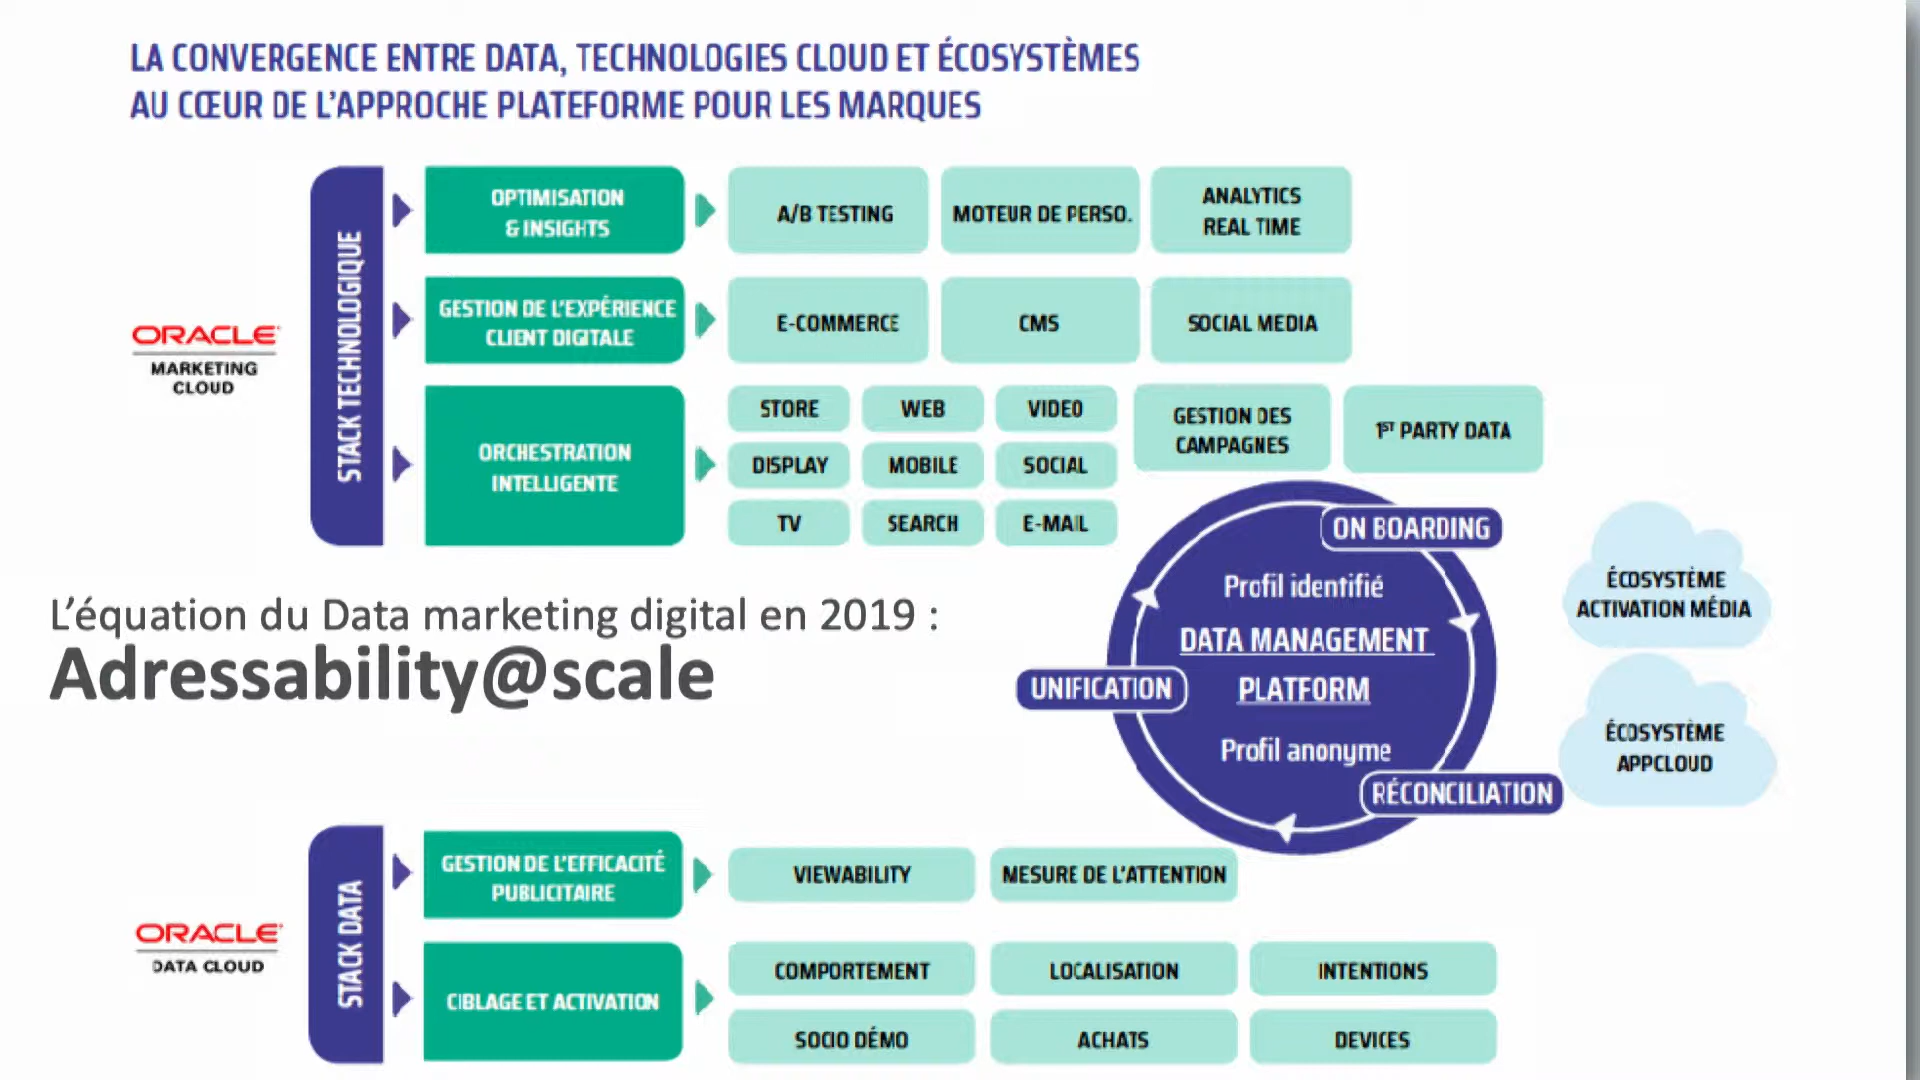 LA CONVERGENCE ENTRE DATA, TECHNOLOGIES CLOUD ET ÉCOSYSTÈMES
AU CŒUR DE L'APPROCHE PLATEFORME POUR LES MARQUES
ORACLE
MARKETING
CLOUD
STACK TECHNOLOGIQUE
OPTIMISATION
& INSIGHTS
A/B TESTING
MOTEUR DE PERSO.
ANALYTICS
REAL TIME
GESTION DE L'EXPÉRIENCE
CLIENT DIGITALE
E-COMMERCE
CMS
SOCIAL MEDIA
ORCHESTRATION
INTELLIGENTE
STORE
WEB
VIDEO
DISPLAY
MOBILE
SOCIAL
TV
SEARCH
E-MAIL
GESTION DES
CAMPAGNES
1ST PARTY DATA
L'équation du Data marketing digital en 2019 :
Adressability@scale
ON BOARDING
Profil identifié
DATA MANAGEMENT
PLATFORM
Profil anonyme
UNIFICATION
RÉCONCILIATION
ÉCOSYSTÈME
ACTIVATION MÉDIA
ÉCOSYSTÈME
APPCLOUD
ORACLE
DATA CLOUD
STACK DATA
GESTION DE L'EFFICACITÉ
PUBLICITAIRE
VIEWABILITY
MESURE DE L'ATTENTION
CIBLAGE ET ACTIVATION
COMPORTEMENT
LOCALISATION
INTENTIONS
SOCIO DÉMO
ACHATS
DEVICES